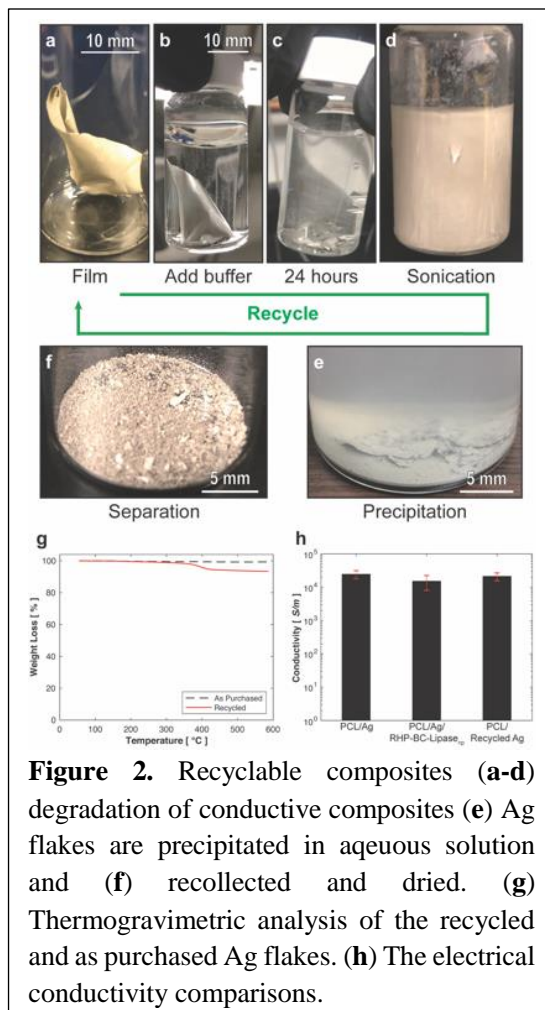 a 10 mm b 10 mm c d
Film Add buffer 24 hours Sonication
Recycle
f e
5 mm 5 mm
Separation Precipitation
g h
100
80
60
40
20
0
Weight Loss [ % ]
As Purchased
Recycled
0 100 200 300 400 500 600
Temperature [ °C ]
10⁵
10⁴
10³
10²
10¹
10⁰
Conductivity [ S/m ]
PCL/Ag PCL/Ag/ PCL/
RHP-BC-Lipase Recycled Ag
Figure 2. Recyclable composites (a-d)
degradation of conductive composites (e) Ag
flakes are precipitated in aqeuous solution
and (f) recollected and dried. (g)
Thermogravimetric analysis of the recycled
and as purchased Ag flakes. (h) The electrical
conductivity comparisons.